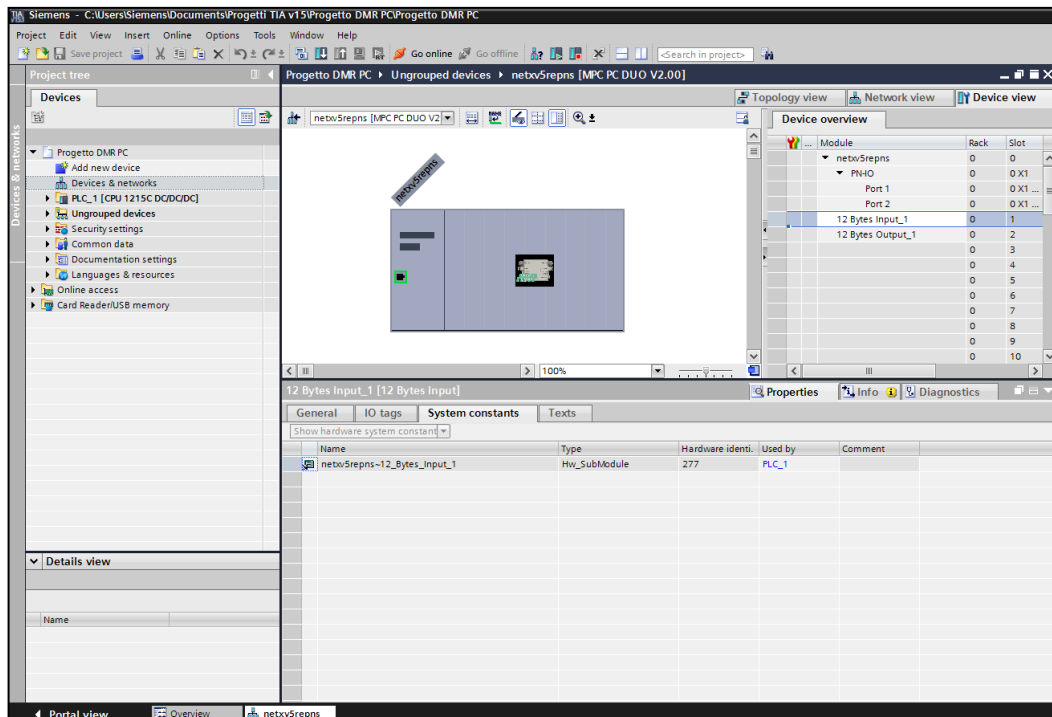 Siemens - C:\Users\Siemens\Documents\Progetti TIA v15\Progetto DMR PC\Progetto DMR PC
Project Edit View Insert Online Options Tools Window Help
Save project Go online Go offline <Search in project>
Project tree
Progetto DMR PC ▸ Ungrouped devices ▸ netxv5repns [MPC PC DUO V2.00]
Devices
Topology view Network view Device view
netxv5repns [MPC PC DUO V2
Device overview
Devices & networks
Progetto DMR PC
Add new device
Devices & networks
PLC_1 [CPU 1215C DC/DC/DC]
Ungrouped devices
Security settings
Common data
Documentation settings
Languages & resources
Online access
Card Reader/USB memory
netxv5repns
... Module Rack Slot
netxv5repns 0 0
PN-IO 0 0 X1
Port 1 0 0 X1 ...
Port 2 0 0 X1 ...
12 Bytes Input_1 0 1
12 Bytes Output_1 0 2
0 3
0 4
0 5
0 6
0 7
0 8
0 9
0 10
100%
12 Bytes Input_1 [12 Bytes Input]
Properties Info Diagnostics
General IO tags System constants Texts
Show hardware system constant
Name Type Hardware identi. Used by Comment
netxv5repns~12_Bytes_Input_1 Hw_SubModule 277 PLC_1
Details view
Name
Portal view Overview netxv5repns